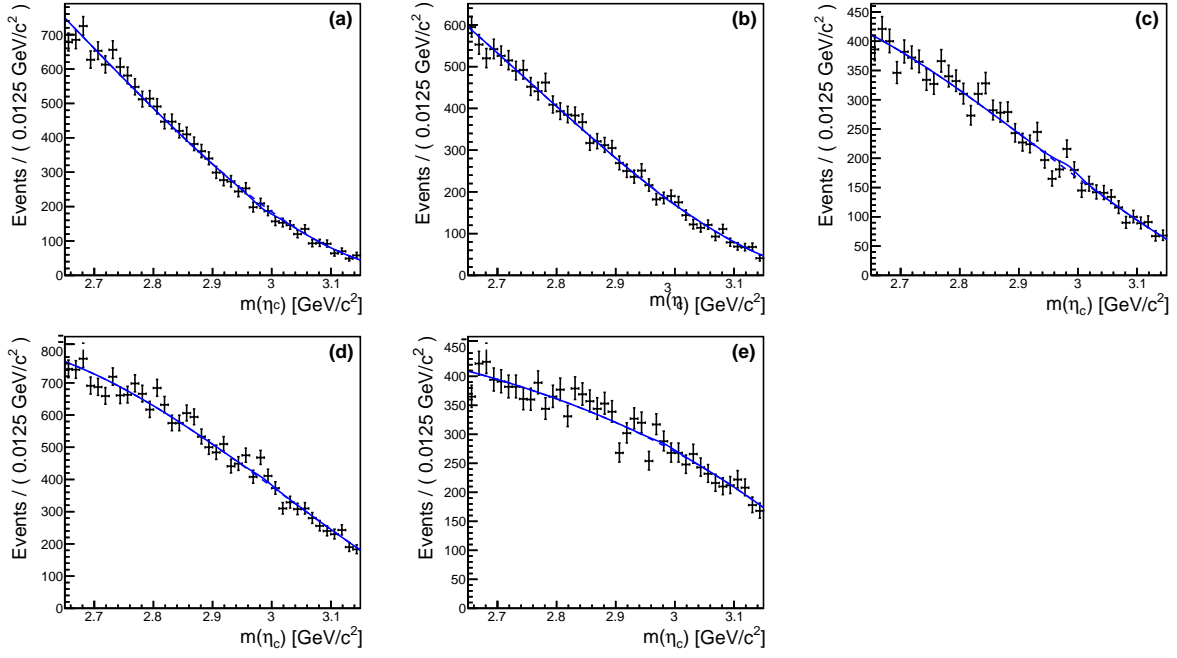 (a)
Events / ( 0.0125 GeV/c² )
700
600
500
400
300
200
100
0
2.7 2.8 2.9 3 3.1
m(ηc) [GeV/c²]
(b)
Events / ( 0.0125 GeV/c² )
600
500
400
300
200
100
0
2.7 2.8 2.9 3 3.1
[GeV/c²]
(c)
Events / ( 0.0125 GeV/c² )
450
400
350
300
250
200
150
100
50
0
2.7 2.8 2.9 3 3.1
m(ηc) [GeV/c²]
(d)
Events / ( 0.0125 GeV/c² )
800
700
600
500
400
300
200
100
0
2.7 2.8 2.9 3 3.1
m(ηc) [GeV/c²]
(e)
Events / ( 0.0125 GeV/c² )
450
400
350
300
250
200
150
100
50
0
2.7 2.8 2.9 3 3.1
m(ηc) [GeV/c²]